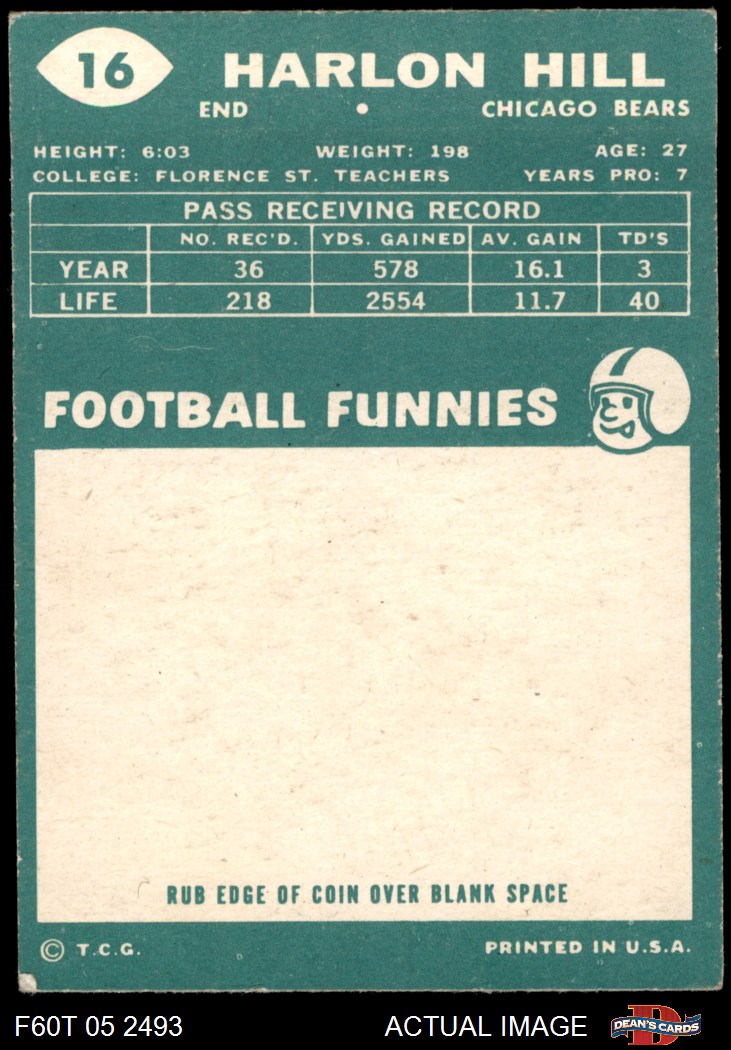 16
HARLON HILL
END • CHICAGO BEARS
HEIGHT: 6:03 WEIGHT: 198 AGE: 27
COLLEGE: FLORENCE ST. TEACHERS YEARS PRO: 7
PASS RECEIVING RECORD
NO. REC'D. YDS. GAINED AV. GAIN TD'S
YEAR 36 578 16.1 3
LIFE 218 2554 11.7 40
FOOTBALL FUNNIES
RUB EDGE OF COIN OVER BLANK SPACE
© T.C.G. PRINTED IN U.S.A.
F60T 05 2493 ACTUAL IMAGE D DEAN'S CARDS